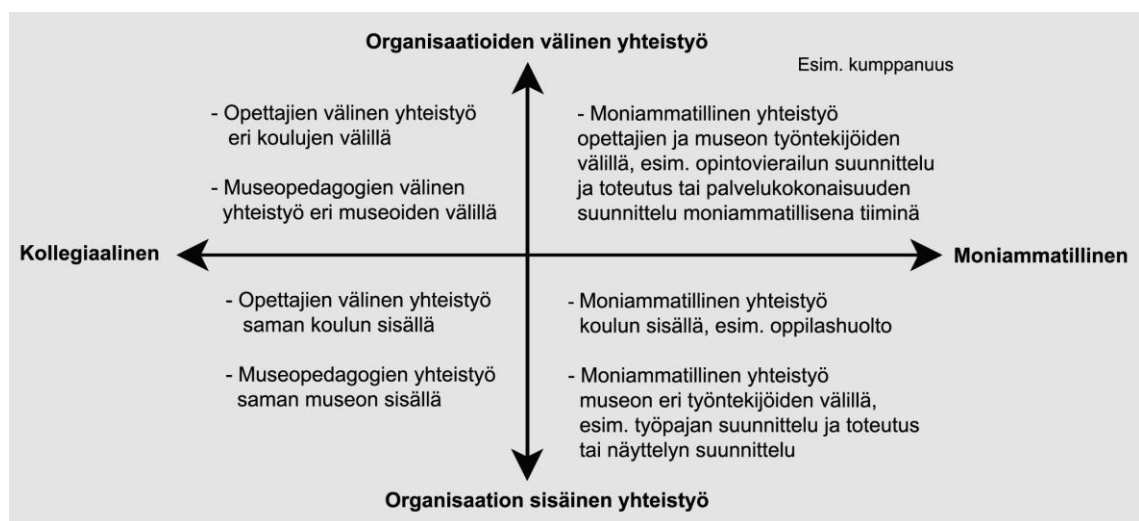 Organisaatioiden välinen yhteistyö
Esim. kumppanuus
- Opettajien välinen yhteistyö
eri koulujen välillä
- Museopedagogien välinen
yhteistyö eri museoiden välillä
- Moniammatillinen yhteistyö
opettajien ja museon työntekijöiden
välillä, esim. opintovierailun suunnittelu
ja toteutus tai palvelukokonaisuuden
suunnittelu moniammatillisena tiiminä
Kollegiaalinen
Moniammatillinen
- Opettajien välinen yhteistyö
saman koulun sisällä
- Museopedagogien yhteistyö
saman museon sisällä
- Moniammatillinen yhteistyö
koulun sisällä, esim. oppilashuolto
- Moniammatillinen yhteistyö
museon eri työntekijöiden välillä,
esim. työpajan suunnittelu ja toteutus
tai näyttelyn suunnittelu
Organisaation sisäinen yhteistyö